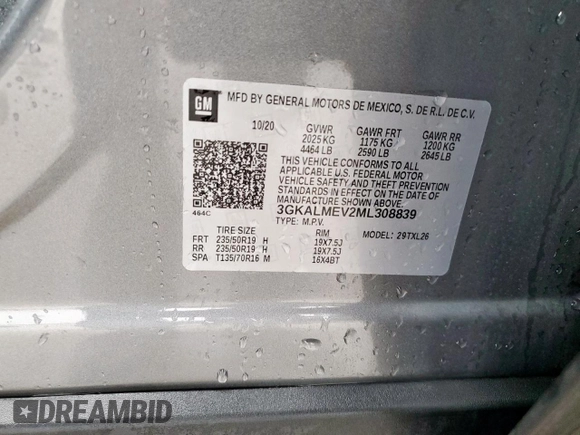 GM
MFD BY GENERAL MOTORS DE MEXICO, S. DE R.L. DE C.V.
10/20 GVWR GAWR FRT GAWR RR
2025 KG 1175 KG 1200 KG
4464 LB 2590 LB 2645 LB
THIS VEHICLE CONFORMS TO ALL
APPLICABLE U.S. FEDERAL MOTOR
VEHICLE SAFETY AND THEFT PREVENTION
STANDARDS IN EFFECT ON THE DATE
OF MANUFACTURE SHOWN ABOVE.
3GKALMEV2ML308839
464C TYPE: M.P.V. MODEL: 29TXL26
TIRE SIZE RIM
FRT 235/50R19 H 19X7.5J
RR 235/50R19 H 19X7.5J
SPA T135/70R16 M 16X4BT
DREAMBID